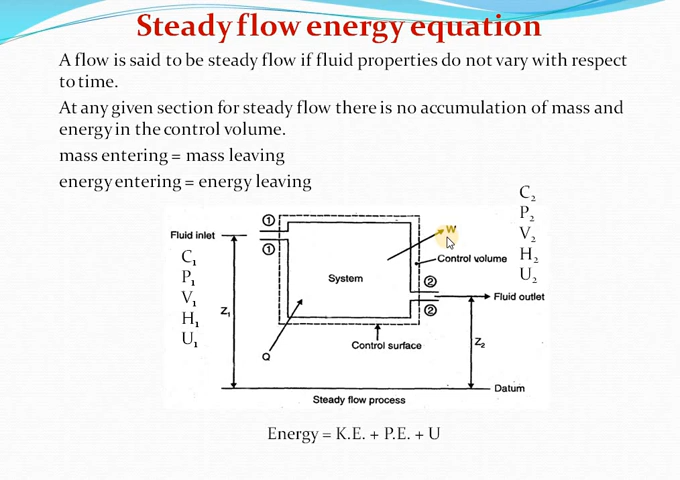 Steady flow energy equation
A flow is said to be steady flow if fluid properties do not vary with respect
to time.
At any given section for steady flow there is no accumulation of mass and
energy in the control volume.
mass entering = mass leaving
energy entering = energy leaving
C₂
P₂
V₂
H₂
U₂
①
Fluid inlet
①
C₁
P₁
V₁
H₁
U₁
Z₁
W
Control volume
System
②
Fluid outlet
②
Q
Control surface
Z₂
Datum
Steady flow process
Energy = K.E. + P.E. + U